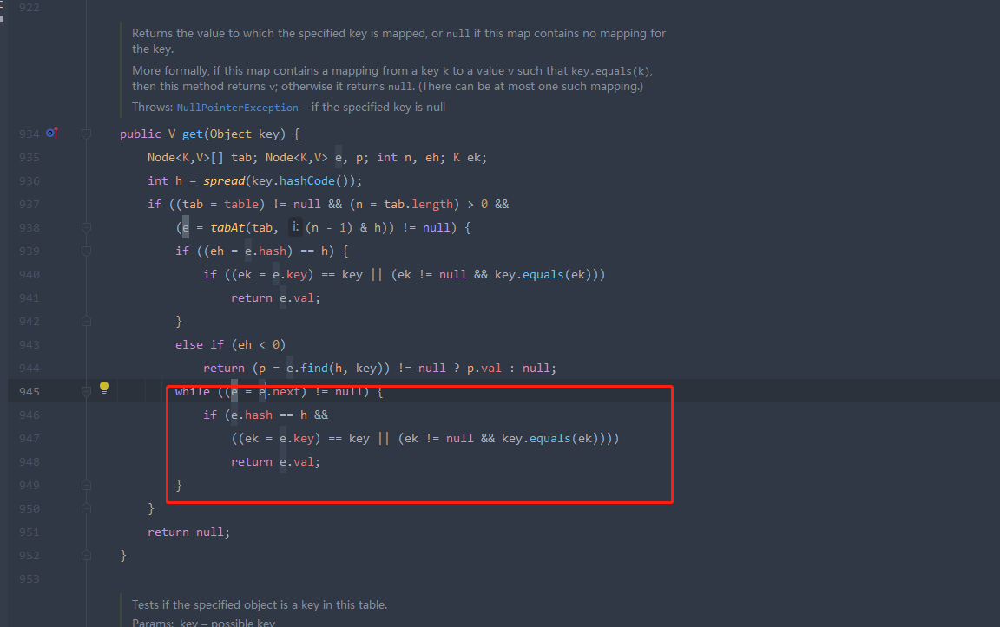 922
Returns the value to which the specified key is mapped, or null if this map contains no mapping for
the key.
More formally, if this map contains a mapping from a key k to a value v such that key.equals(k),
then this method returns v; otherwise it returns null. (There can be at most one such mapping.)
Throws: NullPointerException – if the specified key is null
934 public V get(Object key) {
935 Node<K,V>[] tab; Node<K,V> e, p; int n, eh; K ek;
936 int h = spread(key.hashCode());
937 if ((tab = table) != null && (n = tab.length) > 0 &&
938 (e = tabAt(tab, i: (n - 1) & h)) != null) {
939 if ((eh = e.hash) == h) {
940 if ((ek = e.key) == key || (ek != null && key.equals(ek)))
941 return e.val;
942 }
943 else if (eh < 0)
944 return (p = e.find(h, key)) != null ? p.val : null;
945 while ((e = e.next) != null) {
946 if (e.hash == h &&
947 ((ek = e.key) == key || (ek != null && key.equals(ek))))
948 return e.val;
949 }
950 }
951 return null;
952 }
953
Tests if the specified object is a key in this table.
Params: key – possible key